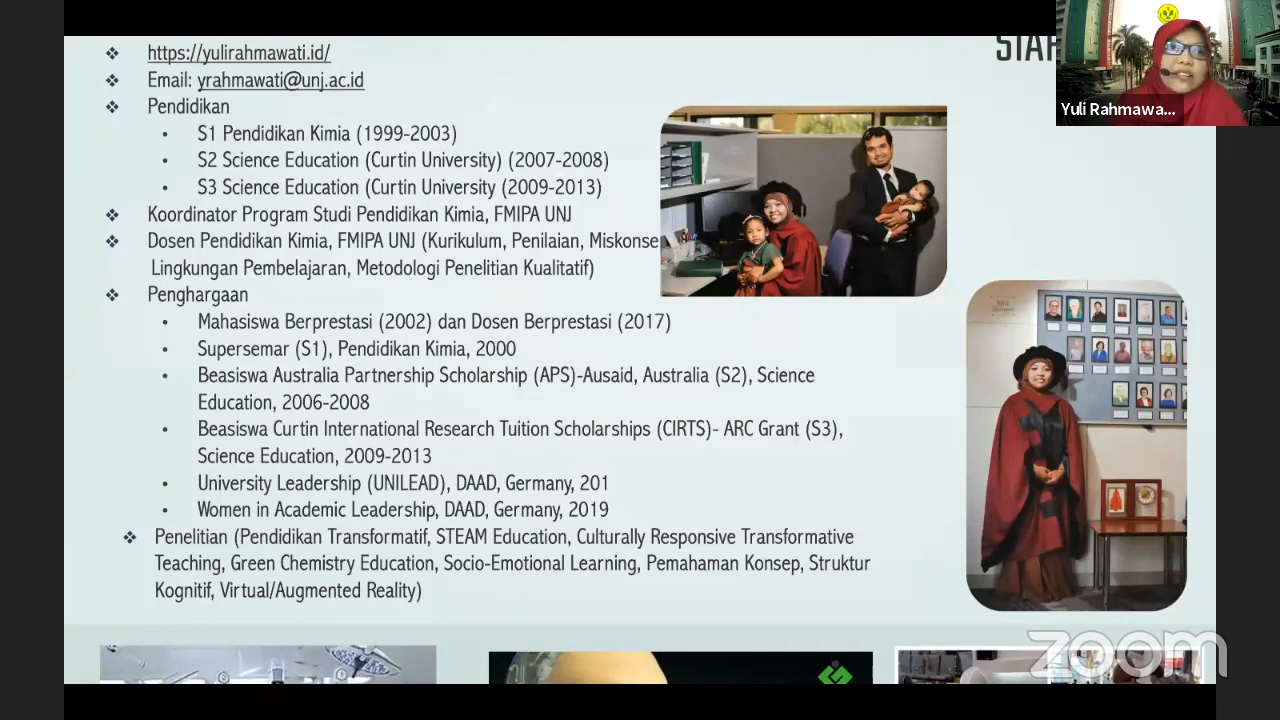 STAF
https://yulirahmawati.id/
Email: yrahmawati@unj.ac.id
Pendidikan
S1 Pendidikan Kimia (1999-2003)
S2 Science Education (Curtin University) (2007-2008)
S3 Science Education (Curtin University (2009-2013)
Koordinator Program Studi Pendidikan Kimia, FMIPA UNJ
Dosen Pendidikan Kimia, FMIPA UNJ (Kurikulum, Penilaian, Miskonse
Lingkungan Pembelajaran, Metodologi Penelitian Kualitatif)
Penghargaan
Mahasiswa Berprestasi (2002) dan Dosen Berprestasi (2017)
Supersemar (S1), Pendidikan Kimia, 2000
Beasiswa Australia Partnership Scholarship (APS)-Ausaid, Australia (S2), Science
Education, 2006-2008
Beasiswa Curtin International Research Tuition Scholarships (CIRTS)- ARC Grant (S3),
Science Education, 2009-2013
University Leadership (UNILEAD), DAAD, Germany, 201
Women in Academic Leadership, DAAD, Germany, 2019
Penelitian (Pendidikan Transformatif, STEAM Education, Culturally Responsive Transformative
Teaching, Green Chemistry Education, Socio-Emotional Learning, Pemahaman Konsep, Struktur
Kognitif, Virtual/Augmented Reality)
Yuli Rahmawa...
zoom